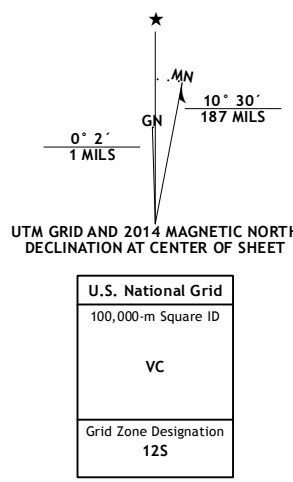 ★
MN
GN
10° 30´
187 MILS
0° 2´
1 MILS
UTM GRID AND 2014 MAGNETIC NORTH
DECLINATION AT CENTER OF SHEET
U.S. National Grid
100,000-m Square ID
VC
Grid Zone Designation
12S